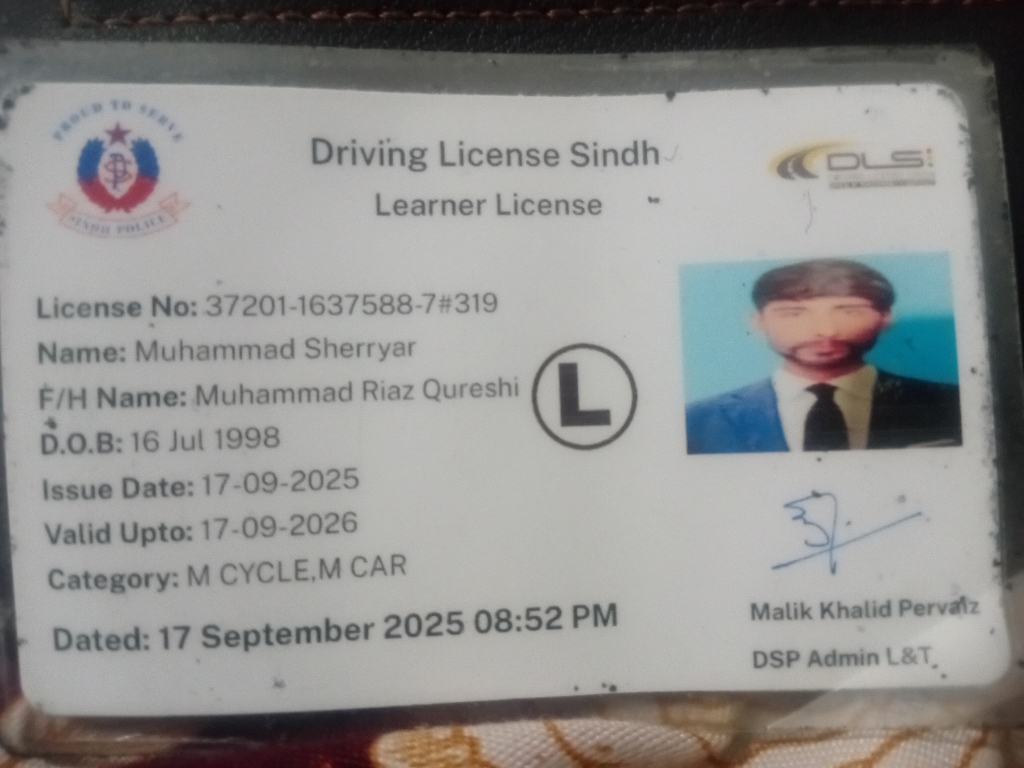 PROUD TO SERVE
SINDH POLICE
Driving License Sindh
Learner License
DLS
License No: 37201-1637588-7#319
Name: Muhammad Sherryar
F/H Name: Muhammad Riaz Qureshi
L
D.O.B: 16 Jul 1998
Issue Date: 17-09-2025
Valid Upto: 17-09-2026
Category: M CYCLE,M CAR
Dated: 17 September 2025 08:52 PM
Malik Khalid Pervaiz
DSP Admin L&T